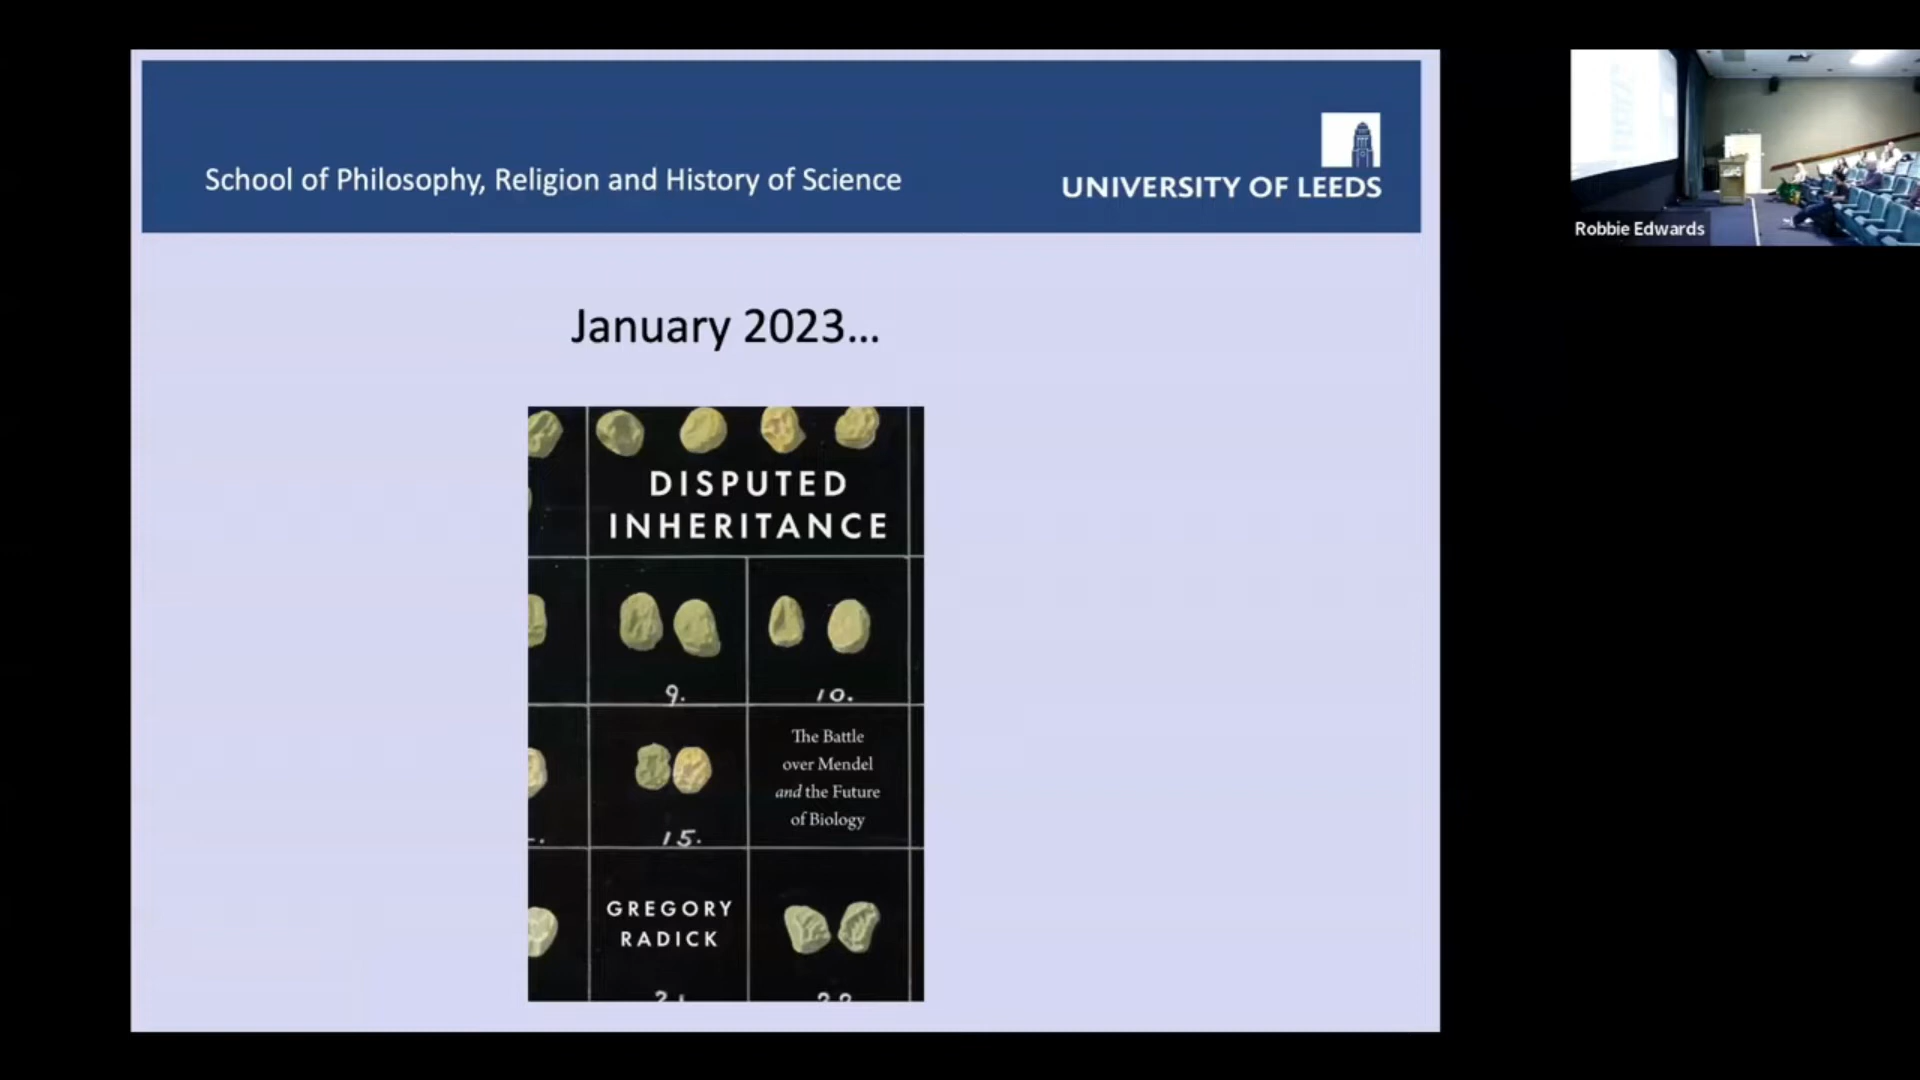 School of Philosophy, Religion and History of Science
UNIVERSITY OF LEEDS
Robbie Edwards
January 2023...
DISPUTED
INHERITANCE
9.
10.
The Battle
over Mendel
and the Future
of Biology
15.
GREGORY
RADICK